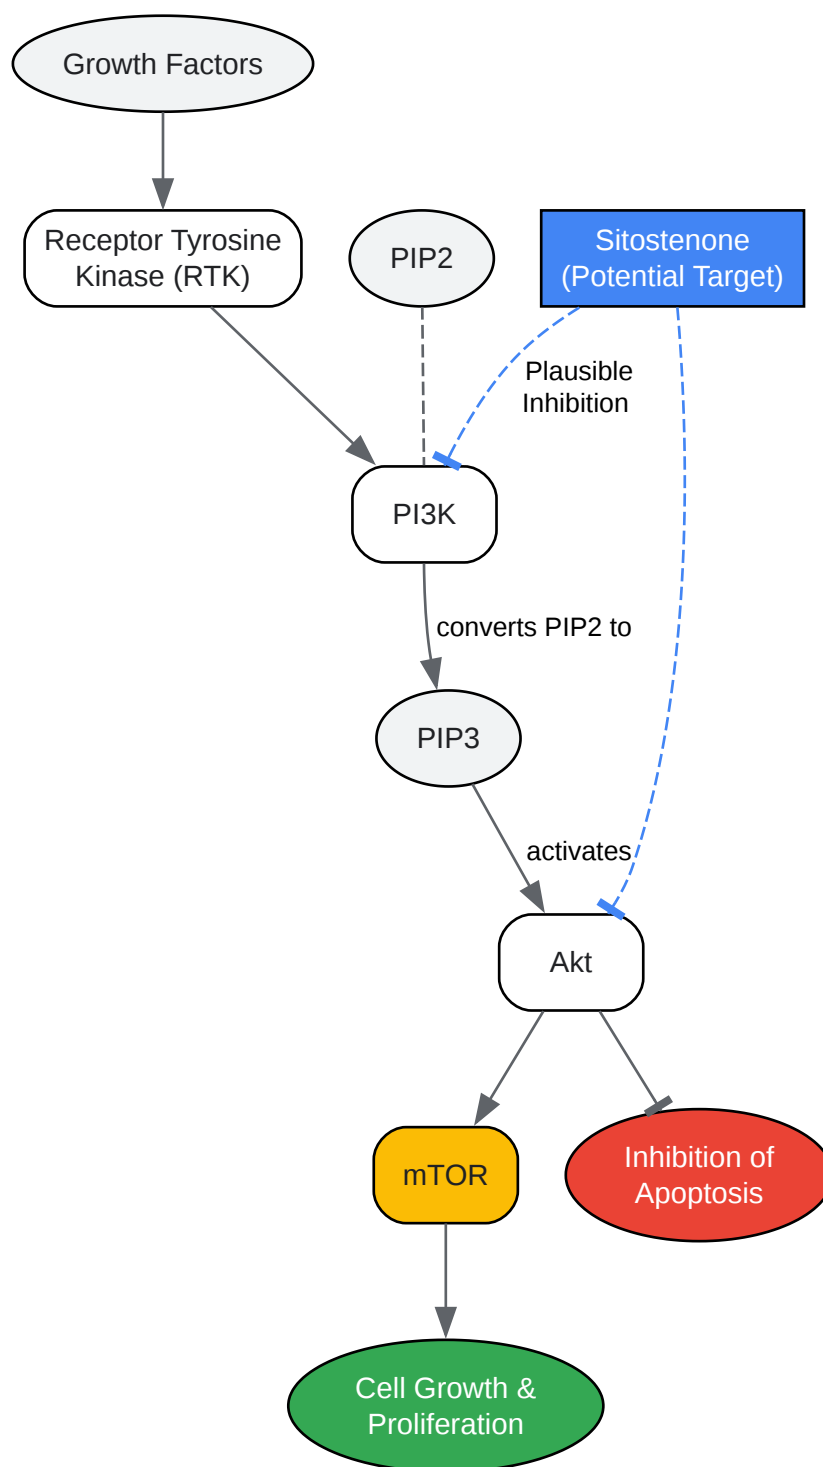 Growth Factors
Receptor Tyrosine
Kinase (RTK)
PIP2
Sitostenone
(Potential Target)
Plausible
Inhibition
PI3K
converts PIP2 to
PIP3
activates
Akt
mTOR
Inhibition of
Apoptosis
Cell Growth &
Proliferation